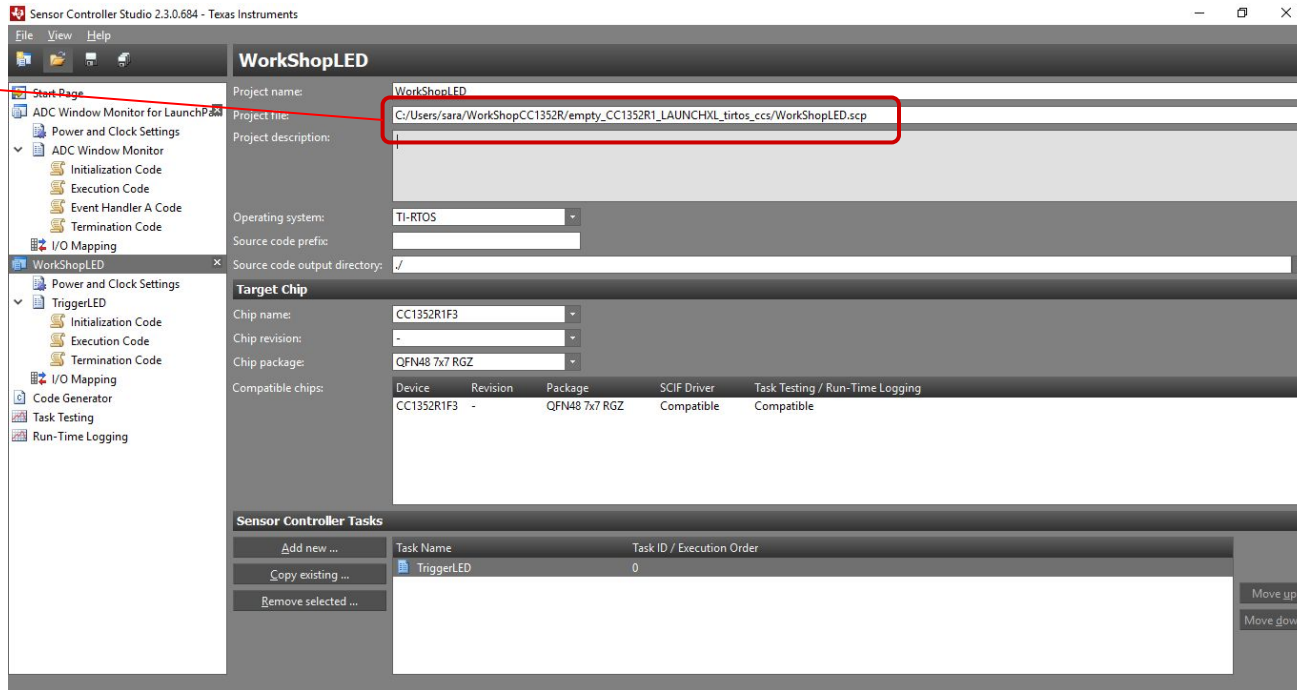 Sensor Controller Studio 2.3.0.684 - Texas Instruments
File View Help
WorkShopLED
Start Page
ADC Window Monitor for LaunchPad
Power and Clock Settings
ADC Window Monitor
Initialization Code
Execution Code
Event Handler A Code
Termination Code
I/O Mapping
WorkShopLED
Power and Clock Settings
TriggerLED
Initialization Code
Execution Code
Termination Code
I/O Mapping
Code Generator
Task Testing
Run-Time Logging
Project name: WorkShopLED
Project file: C:/Users/sara/WorkShopCC1352R/empty_CC1352R1_LAUNCHXL_tirtos_ccs/WorkShopLED.scp
Project description:
Operating system: TI-RTOS
Source code prefix:
Source code output directory: ./
Target Chip
Chip name: CC1352R1F3
Chip revision: -
Chip package: QFN48 7x7 RGZ
Compatible chips: Device Revision Package SCIF Driver Task Testing / Run-Time Logging
CC1352R1F3 - QFN48 7x7 RGZ Compatible Compatible
Sensor Controller Tasks
Add new ... Task Name Task ID / Execution Order
TriggerLED 0
Copy existing ...
Remove selected ...
Move up
Move dow